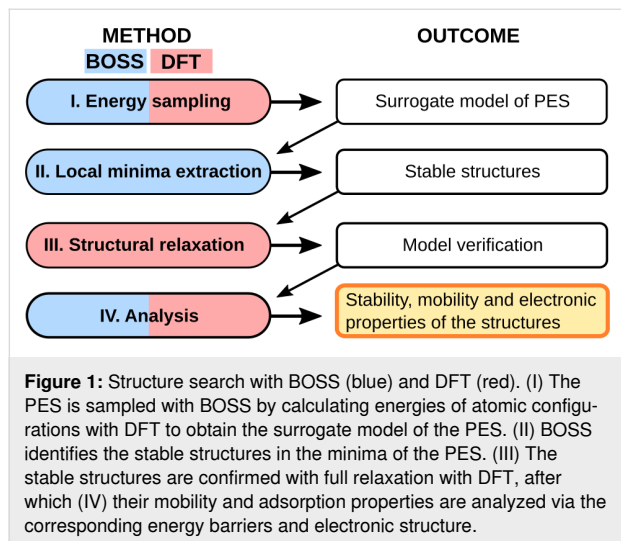 METHOD
OUTCOME
BOSS DFT
I. Energy sampling
Surrogate model of PES
II. Local minima extraction
Stable structures
III. Structural relaxation
Model verification
IV. Analysis
Stability, mobility and electronic
properties of the structures
Figure 1: Structure search with BOSS (blue) and DFT (red). (I) The
PES is sampled with BOSS by calculating energies of atomic configu-
rations with DFT to obtain the surrogate model of the PES. (II) BOSS
identifies the stable structures in the minima of the PES. (III) The
stable structures are confirmed with full relaxation with DFT, after
which (IV) their mobility and adsorption properties are analyzed via the
corresponding energy barriers and electronic structure.